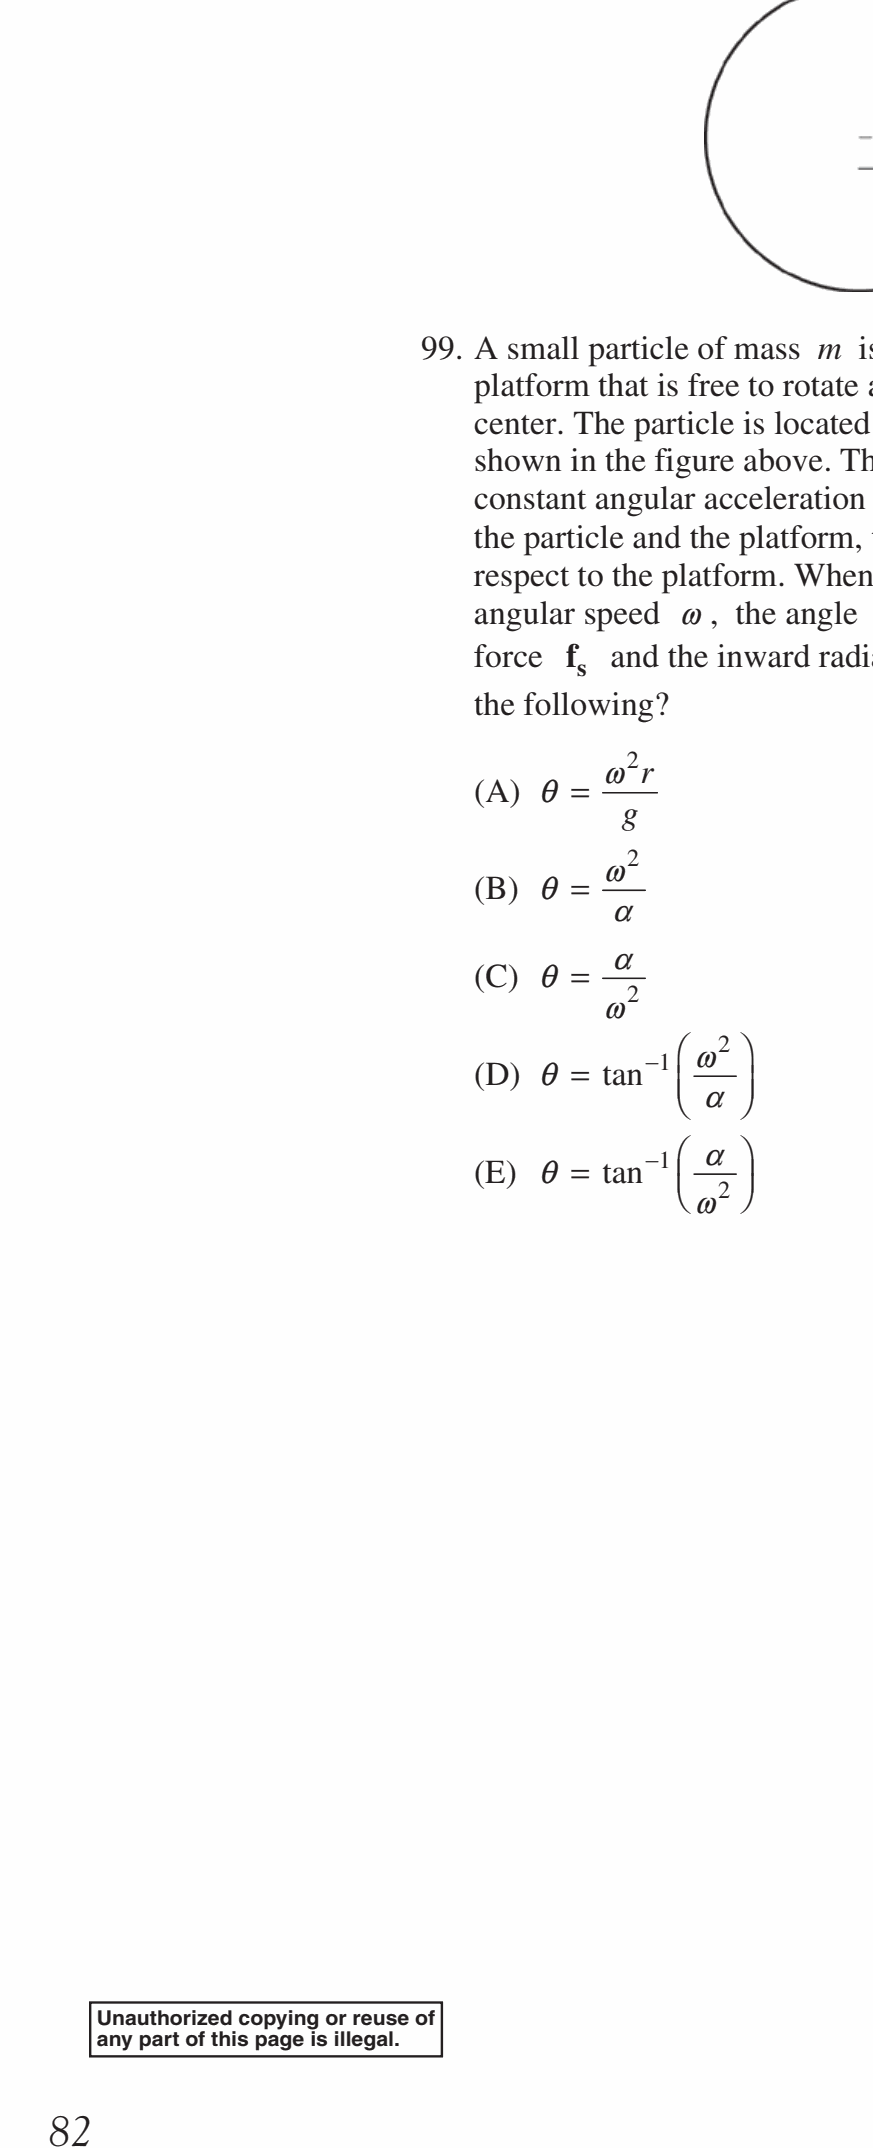 99. A small particle of mass m is
platform that is free to rotate a
center. The particle is located
shown in the figure above. Th
constant angular acceleration
the particle and the platform,
respect to the platform. When
angular speed ω, the angle
force fₛ and the inward radi
the following?
(A) θ = ω²r/g
(B) θ = ω²/α
(C) θ = α/ω²
(D) θ = tan⁻¹(ω²/α)
(E) θ = tan⁻¹(α/ω²)
Unauthorized copying or reuse of
any part of this page is illegal.
82